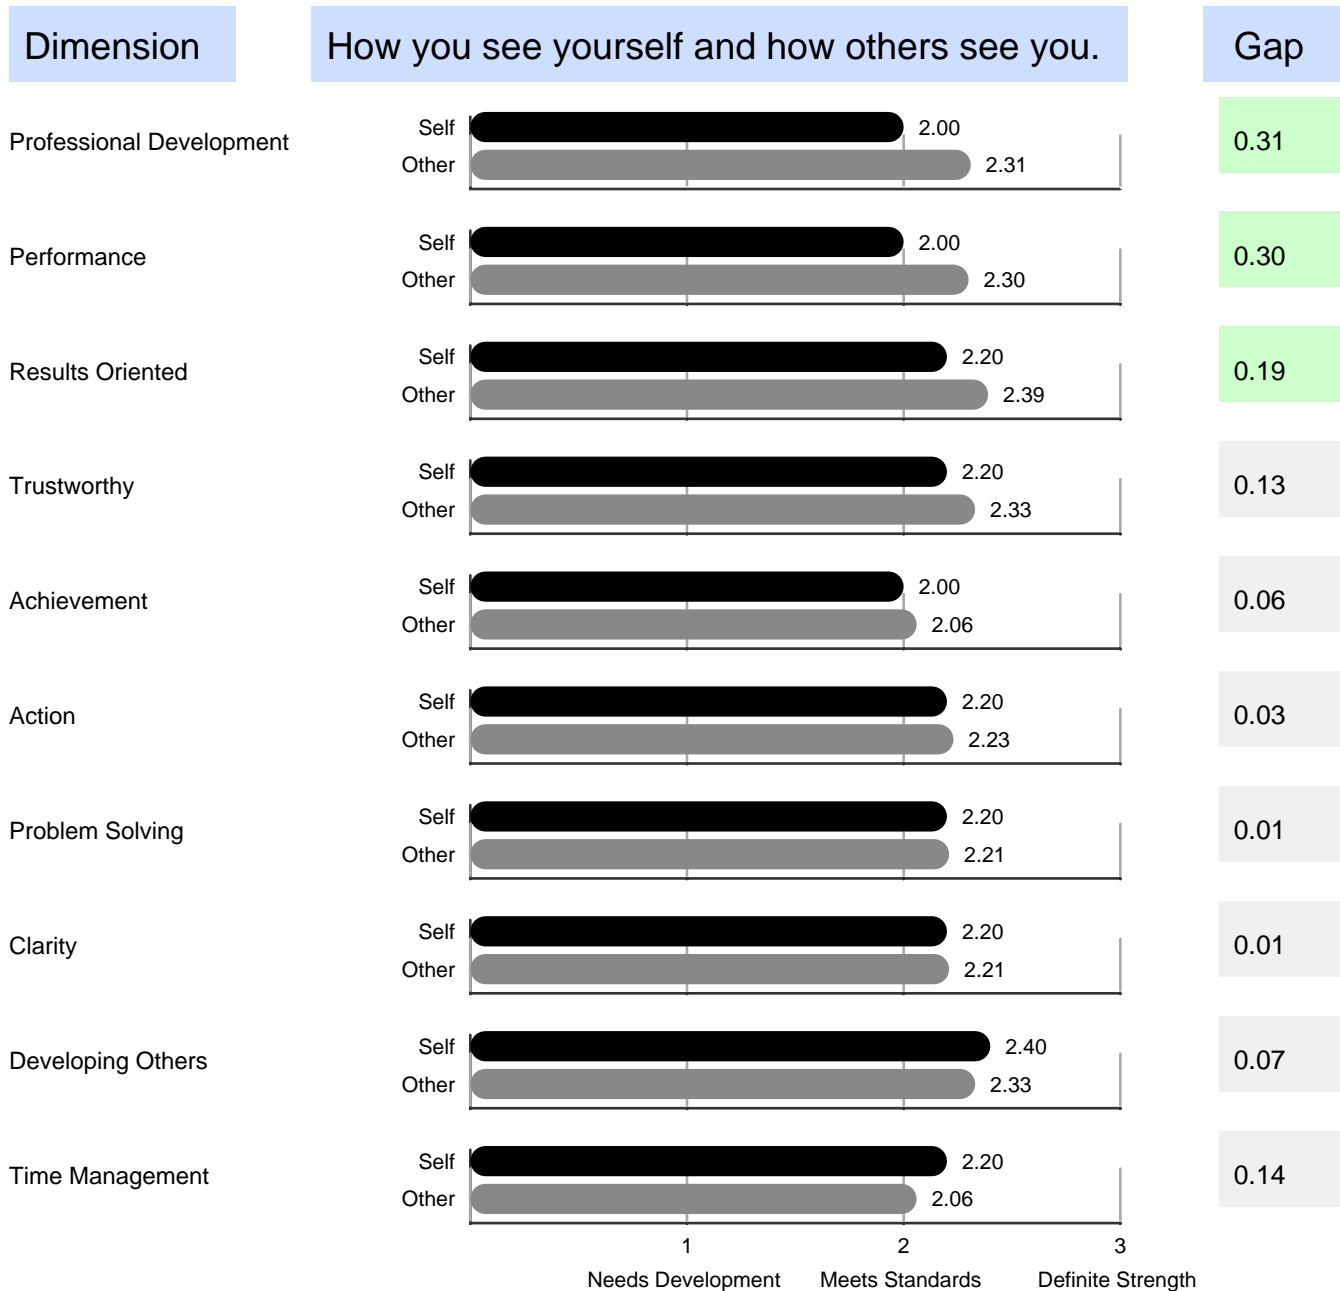 Dimension How you see yourself and how others see you. Gap
Professional Development
Self 2.00
Other 2.31
0.31
Performance
Self 2.00
Other 2.30
0.30
Results Oriented
Self 2.20
Other 2.39
0.19
Trustworthy
Self 2.20
Other 2.33
0.13
Achievement
Self 2.00
Other 2.06
0.06
Action
Self 2.20
Other 2.23
0.03
Problem Solving
Self 2.20
Other 2.21
0.01
Clarity
Self 2.20
Other 2.21
0.01
Developing Others
Self 2.40
Other 2.33
0.07
Time Management
Self 2.20
Other 2.06
0.14
1 2 3
Needs Development Meets Standards Definite Strength